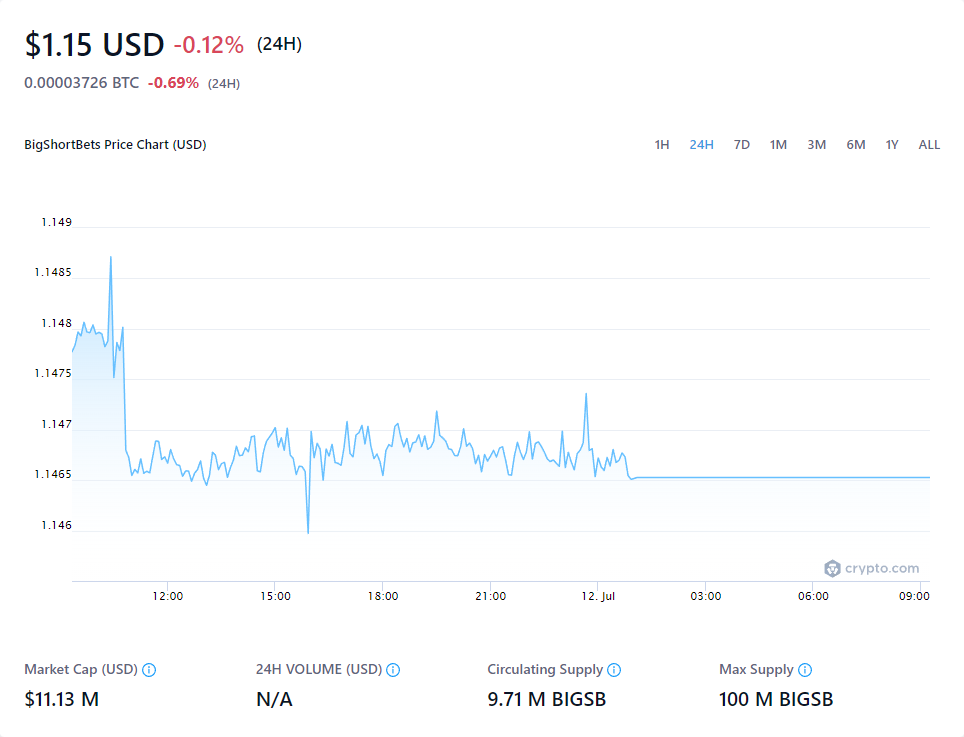 $1.15 USD -0.12% (24H)
0.00003726 BTC -0.69% (24H)
BigShortBets Price Chart (USD) 1H 24H 7D 1M 3M 6M 1Y ALL
1.149
1.1485
1.148
1.1475
1.147
1.1465
1.146
crypto.com
12:00 15:00 18:00 21:00 12. Jul 03:00 06:00 09:00
Market Cap (USD) 24H VOLUME (USD) Circulating Supply Max Supply
$11.13 M N/A 9.71 M BIGSB 100 M BIGSB